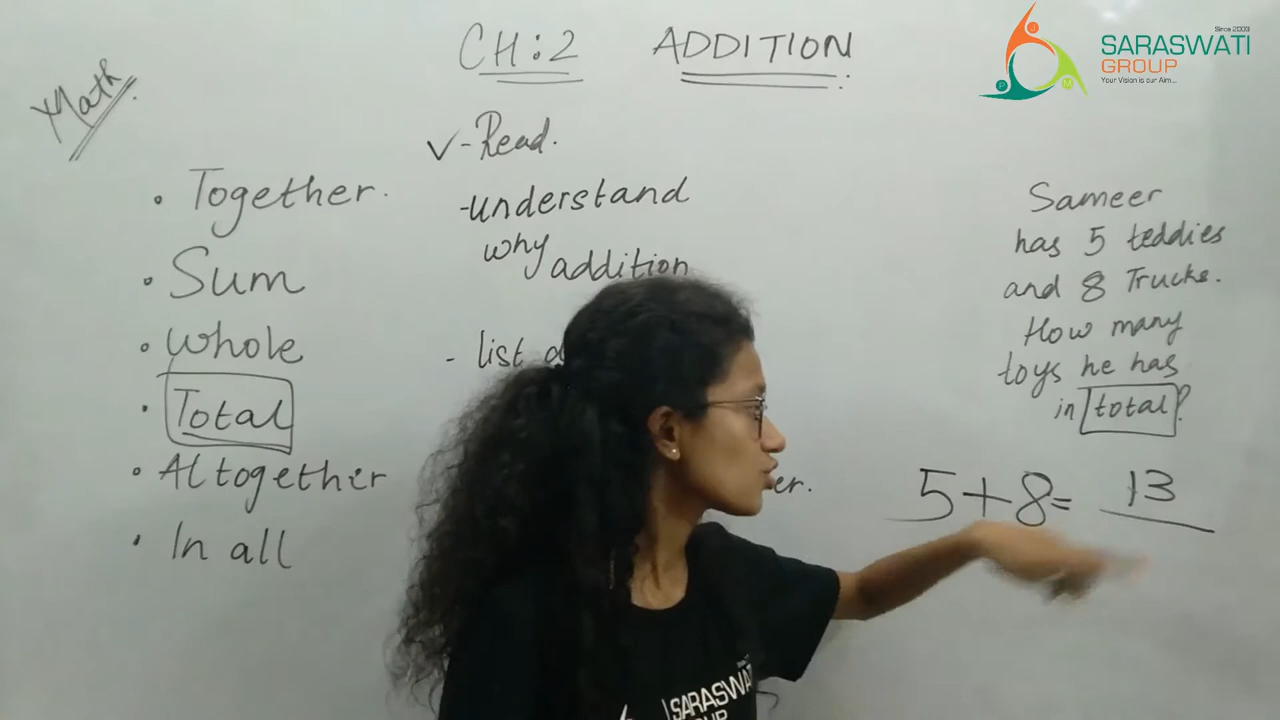 Math
CH:2 ADDITION
Since 2003
SARASWATI
GROUP
Your Vision is our Aim...
P M
• Together.
• Sum
• Whole
• Total
• Altogether
• In all
✓-Read.
-understand
why addition
- list
er.
Sameer
has 5 teddies
and 8 Trucks.
How many
toys he has
in total?
5+8= 13
SARASWATI
GROUP